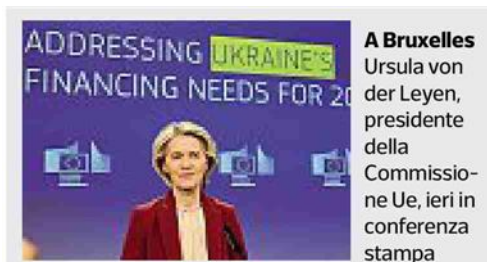 ADDRESSING UKRAINE'S
FINANCING NEEDS FOR 20
A Bruxelles
Ursula von
der Leyen,
presidente
della
Commissio-
ne Ue, ieri in
conferenza
stampa